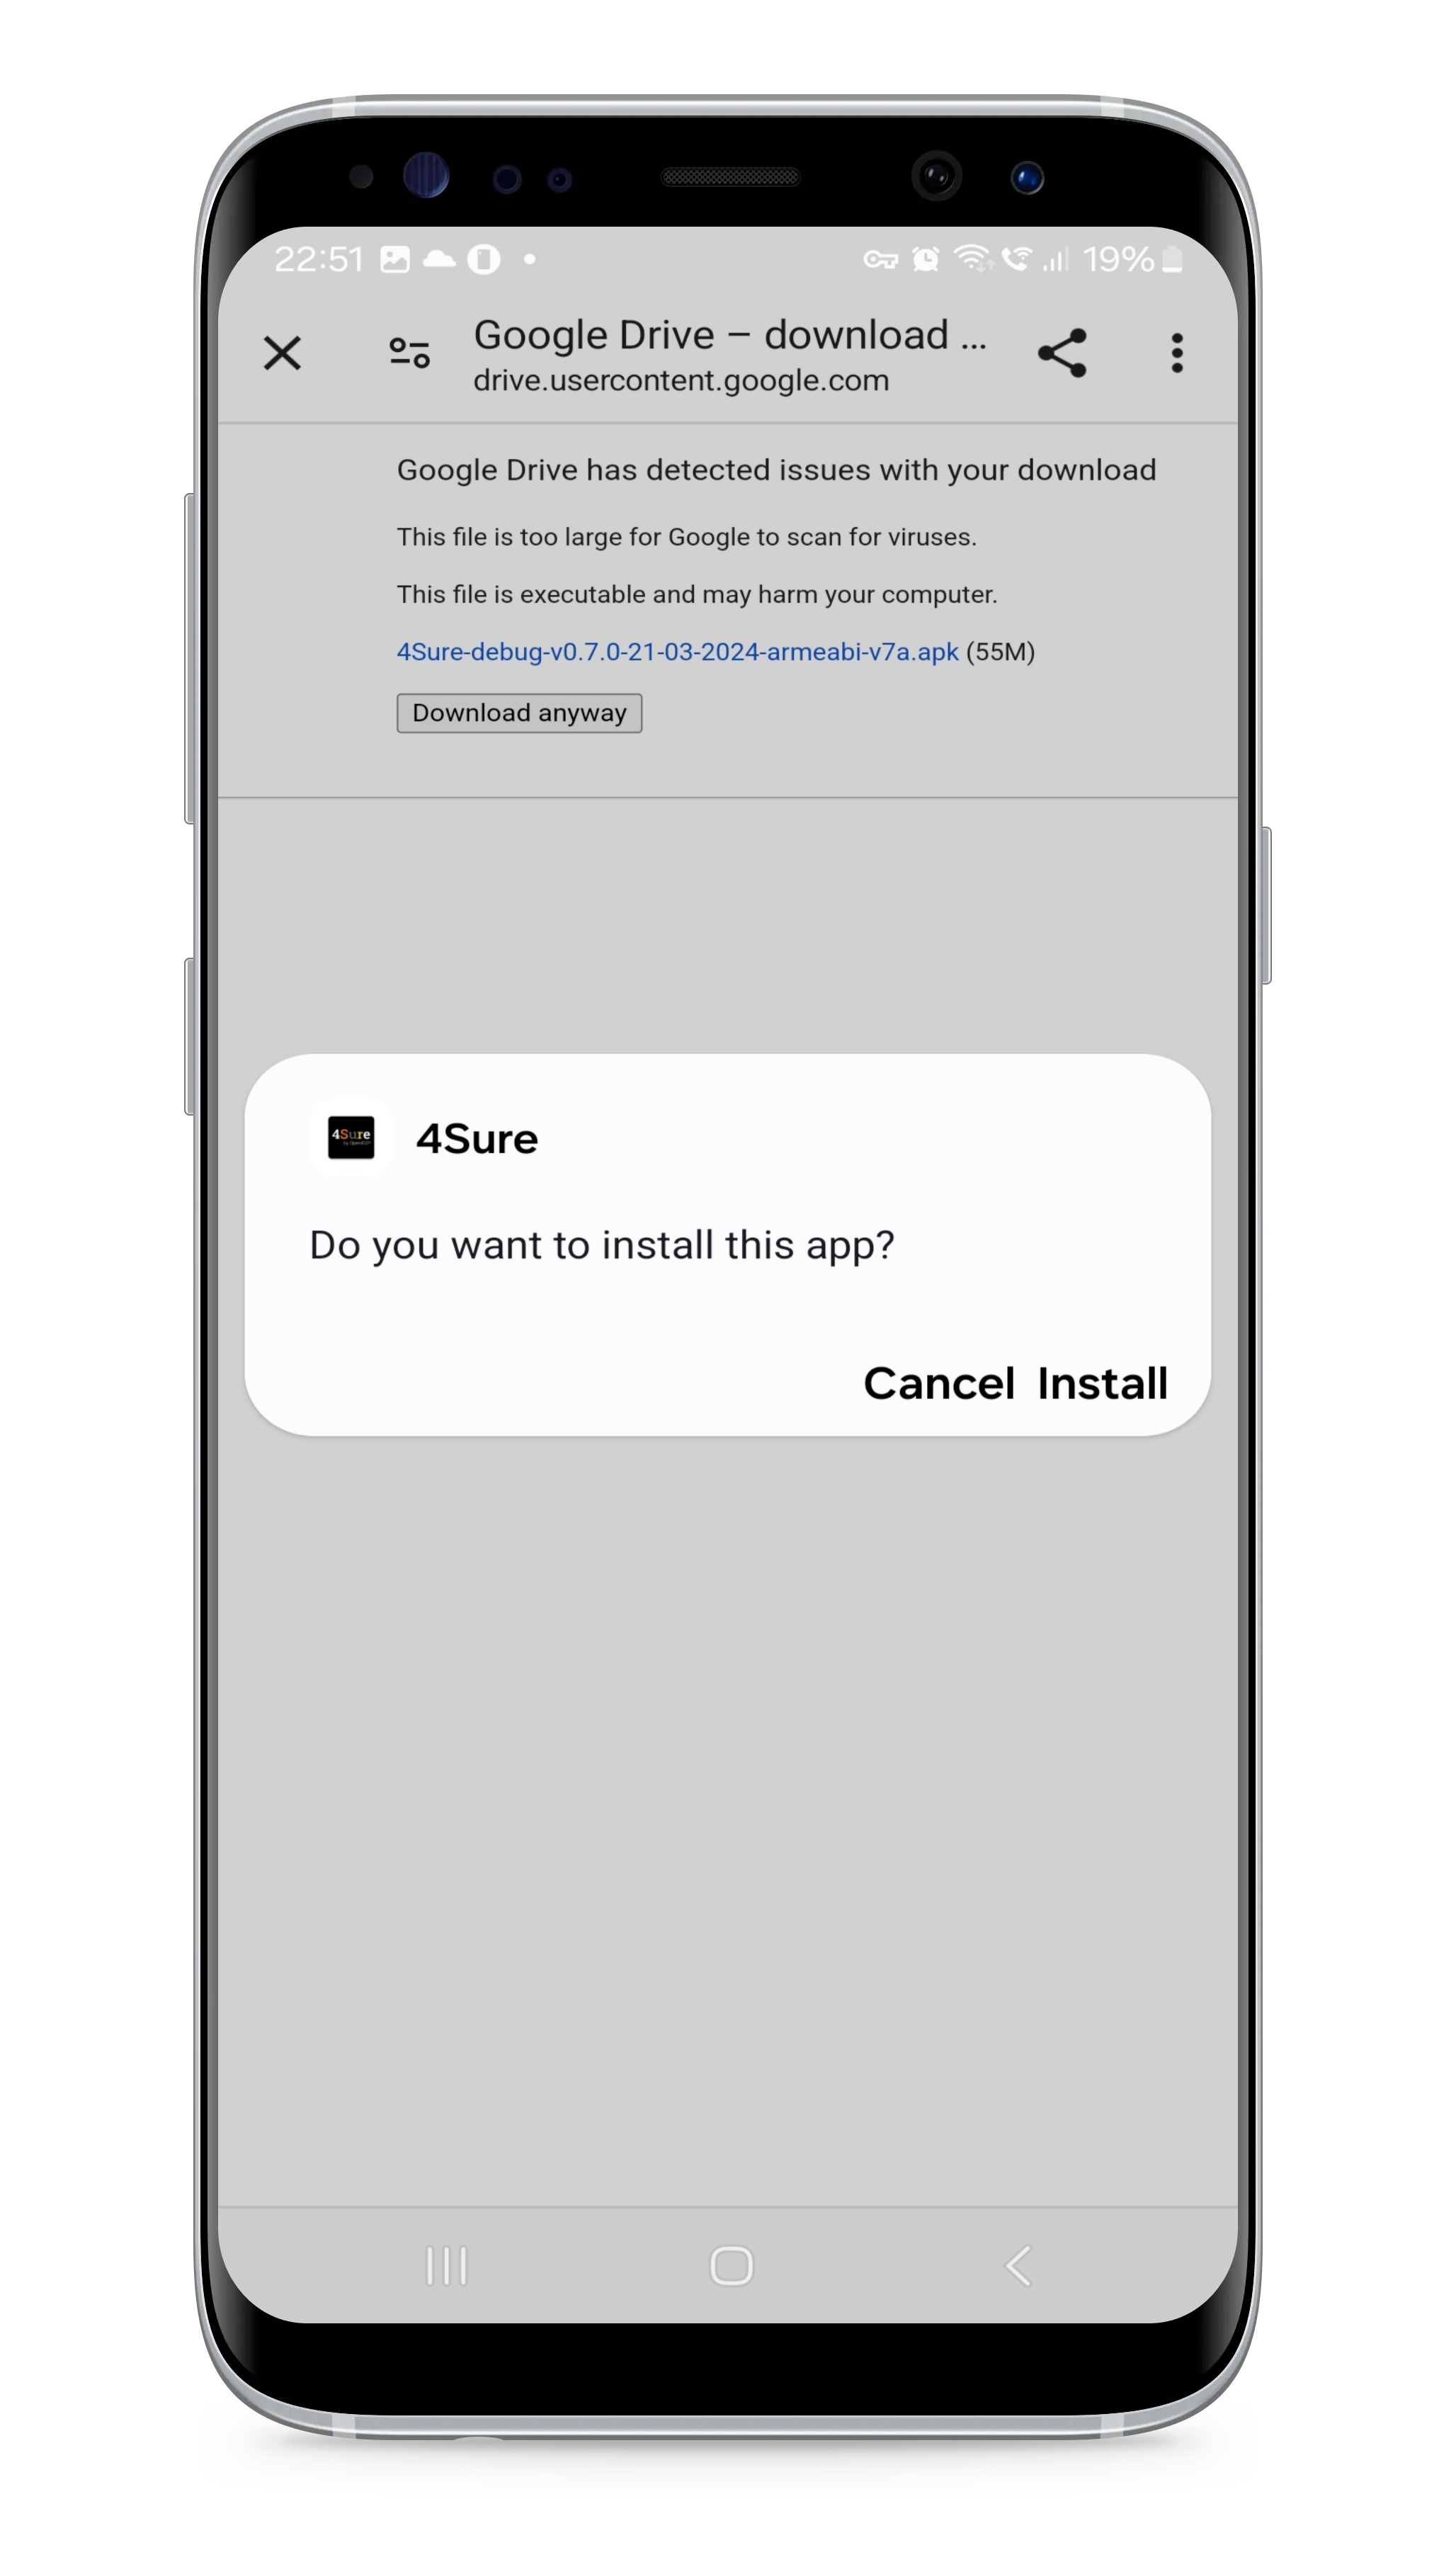 22:51
19%
Google Drive – download ...
drive.usercontent.google.com
Google Drive has detected issues with your download
This file is too large for Google to scan for viruses.
This file is executable and may harm your computer.
4Sure-debug-v0.7.0-21-03-2024-armeabi-v7a.apk (55M)
Download anyway
4Sure
4Sure
Do you want to install this app?
Cancel Install